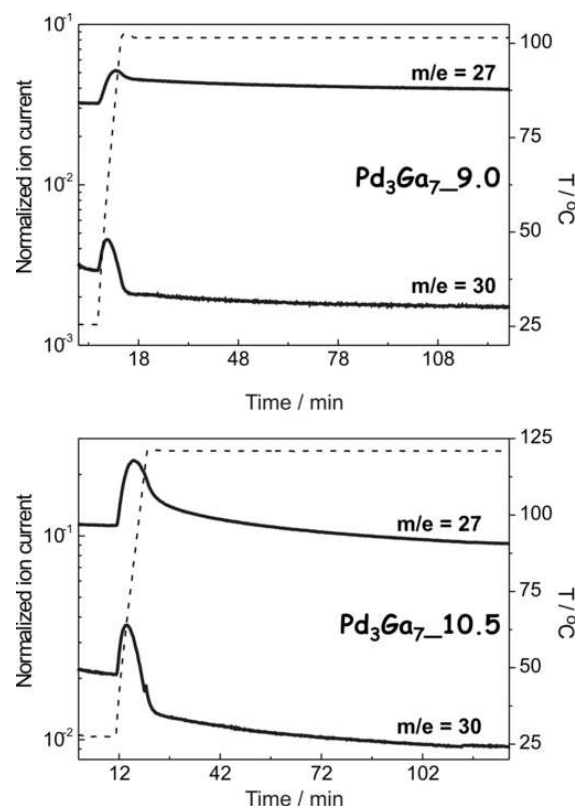 10⁻¹
10⁻²
10⁻³
Normalized ion current
m/e = 27
Pd₃Ga₇_9.0
m/e = 30
100
75
50
25
T / ºC
18
48
78
108
Time / min
10⁻¹
10⁻²
Normalized ion current
m/e = 27
Pd₃Ga₇_10.5
m/e = 30
125
100
75
50
25
T / ºC
12
42
72
102
Time / min